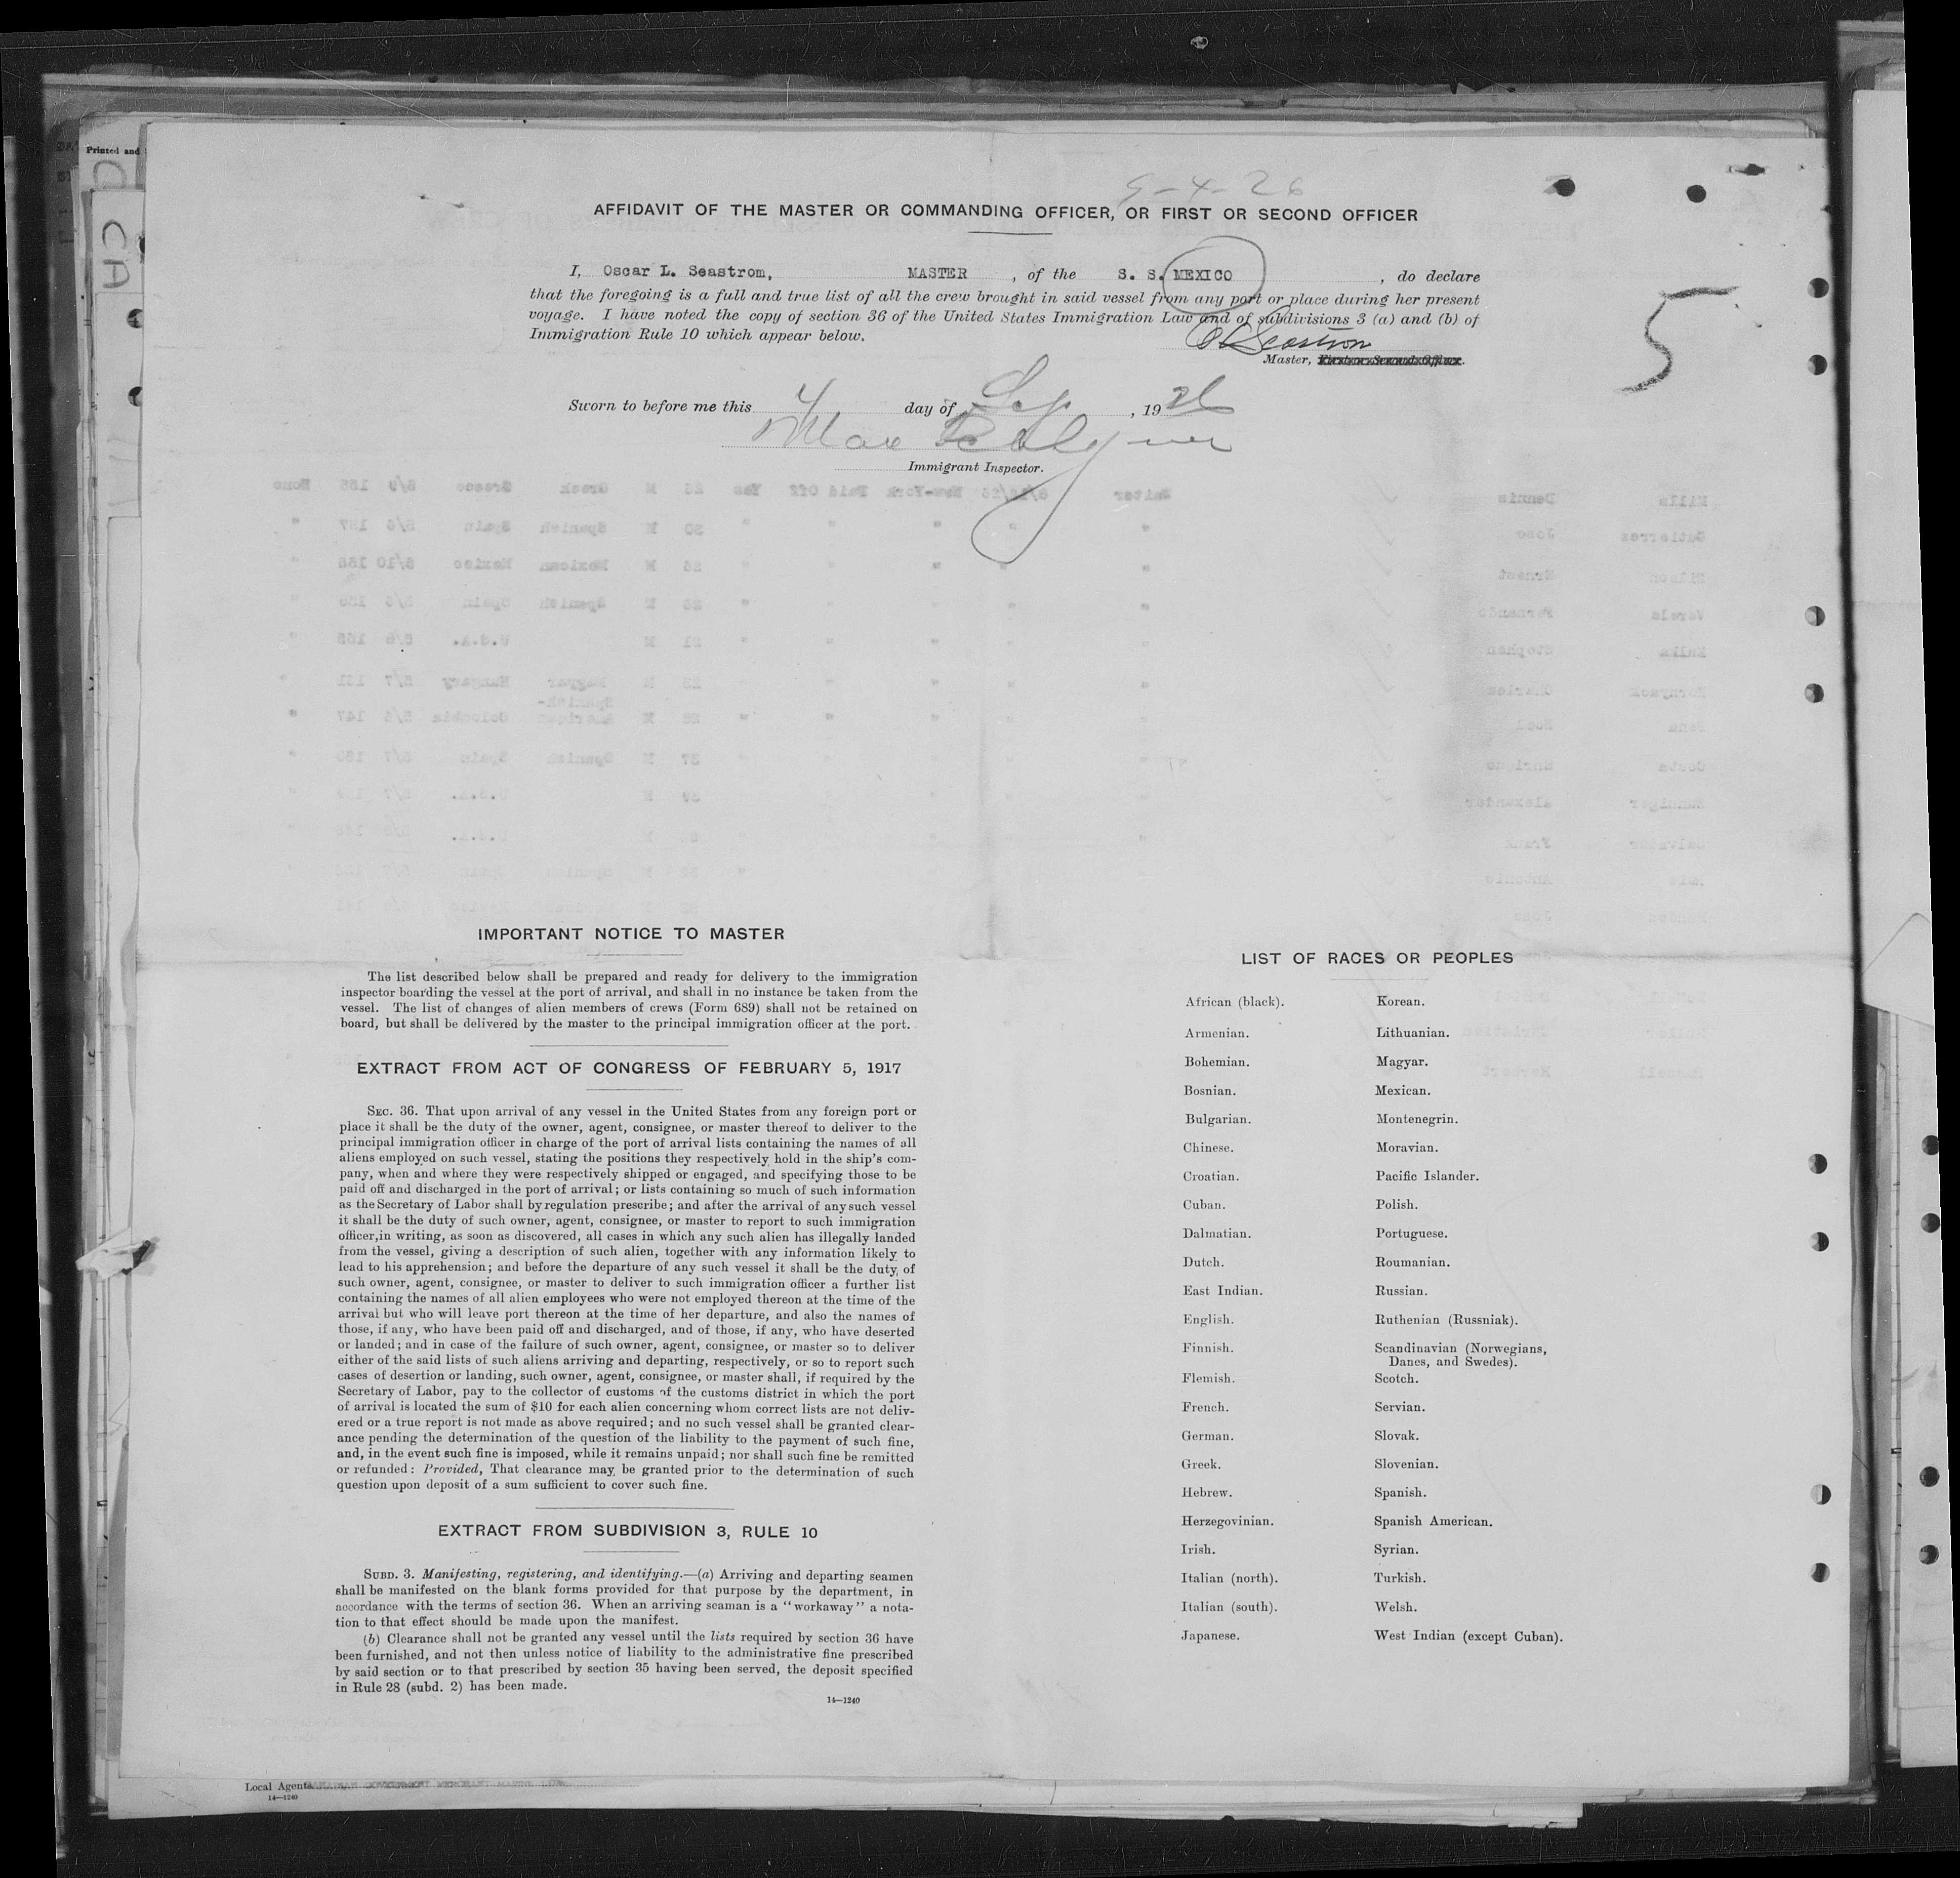 Printed and
CA
9-4-26
AFFIDAVIT OF THE MASTER OR COMMANDING OFFICER, OR FIRST OR SECOND OFFICER
I, Oscar L. Seastrom, MASTER, of the S. S. MEXICO, do declare
that the foregoing is a full and true list of all the crew brought in said vessel from any port or place during her present
voyage. I have noted the copy of section 36 of the United States Immigration Law and of subdivisions 3 (a) and (b) of
Immigration Rule 10 which appear below.
O L Seastrom
Master,
5
Sworn to before me this 4 day of Sep, 1926
Max
Immigrant Inspector.
IMPORTANT NOTICE TO MASTER
The list described below shall be prepared and ready for delivery to the immigration
inspector boarding the vessel at the port of arrival, and shall in no instance be taken from the
vessel. The list of changes of alien members of crews (Form 689) shall not be retained on
board, but shall be delivered by the master to the principal immigration officer at the port.
EXTRACT FROM ACT OF CONGRESS OF FEBRUARY 5, 1917
SEC. 36. That upon arrival of any vessel in the United States from any foreign port or
place it shall be the duty of the owner, agent, consignee, or master thereof to deliver to the
principal immigration officer in charge of the port of arrival lists containing the names of all
aliens employed on such vessel, stating the positions they respectively hold in the ship's com-
pany, when and where they were respectively shipped or engaged, and specifying those to be
paid off and discharged in the port of arrival; or lists containing so much of such information
as the Secretary of Labor shall by regulation prescribe; and after the arrival of any such vessel
it shall be the duty of such owner, agent, consignee, or master to report to such immigration
officer, in writing, as soon as discovered, all cases in which any such alien has illegally landed
from the vessel, giving a description of such alien, together with any information likely to
lead to his apprehension; and before the departure of any such vessel it shall be the duty of
such owner, agent, consignee, or master to deliver to such immigration officer a further list
containing the names of all alien employees who were not employed thereon at the time of the
arrival but who will leave port thereon at the time of her departure, and also the names of
those, if any, who have been paid off and discharged, and of those, if any, who have deserted
or landed; and in case of the failure of such owner, agent, consignee, or master so to deliver
either of the said lists of such aliens arriving and departing, respectively, or so to report such
cases of desertion or landing, such owner, agent, consignee, or master shall, if required by the
Secretary of Labor, pay to the collector of customs of the customs district in which the port
of arrival is located the sum of $10 for each alien concerning whom correct lists are not deliv-
ered or a true report is not made as above required; and no such vessel shall be granted clear-
ance pending the determination of the question of the liability to the payment of such fine,
and, in the event such fine is imposed, while it remains unpaid; nor shall such fine be remitted
or refunded: Provided, That clearance may be granted prior to the determination of such
question upon deposit of a sum sufficient to cover such fine.
EXTRACT FROM SUBDIVISION 3, RULE 10
SUBD. 3. Manifesting, registering, and identifying.—(a) Arriving and departing seamen
shall be manifested on the blank forms provided for that purpose by the department, in
accordance with the terms of section 36. When an arriving seaman is a "workaway" a nota-
tion to that effect should be made upon the manifest.
(b) Clearance shall not be granted any vessel until the lists required by section 36 have
been furnished, and not then unless notice of liability to the administrative fine prescribed
by said section or to that prescribed by section 35 having been served, the deposit specified
in Rule 28 (subd. 2) has been made.
14—1240
LIST OF RACES OR PEOPLES
African (black). Korean.
Armenian. Lithuanian.
Bohemian. Magyar.
Bosnian. Mexican.
Bulgarian. Montenegrin.
Chinese. Moravian.
Croatian. Pacific Islander.
Cuban. Polish.
Dalmatian. Portuguese.
Dutch. Roumanian.
East Indian. Russian.
English. Ruthenian (Russniak).
Finnish. Scandinavian (Norwegians,
Danes, and Swedes).
Flemish. Scotch.
French. Servian.
German. Slovak.
Greek. Slovenian.
Hebrew. Spanish.
Herzegovinian. Spanish American.
Irish. Syrian.
Italian (north). Turkish.
Italian (south). Welsh.
Japanese. West Indian (except Cuban).
Local Agents
14—1240